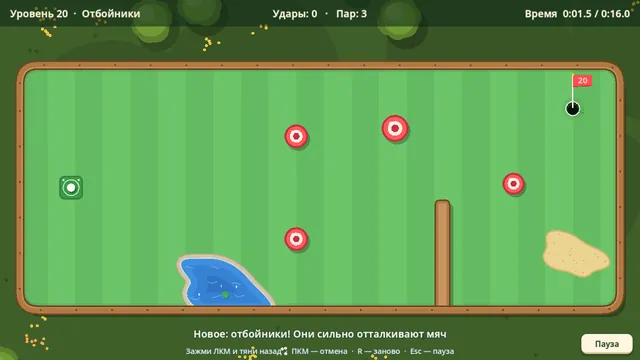 Уровень 20 · Отбойники
Удары: 0 · Пар: 3
Время 0:01.5 / 0:16.0
20
Новое: отбойники! Они сильно отталкивают мяч
Зажми ЛКМ и тяни назад · ПКМ — отмена · R — заново · Esc — пауза
Пауза